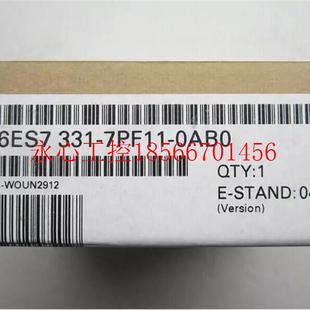 6ES7 331-7PF11-0AB0
永心工控18566701456
-WOUN2912
QTY:1
E-STAND:04
(Version)